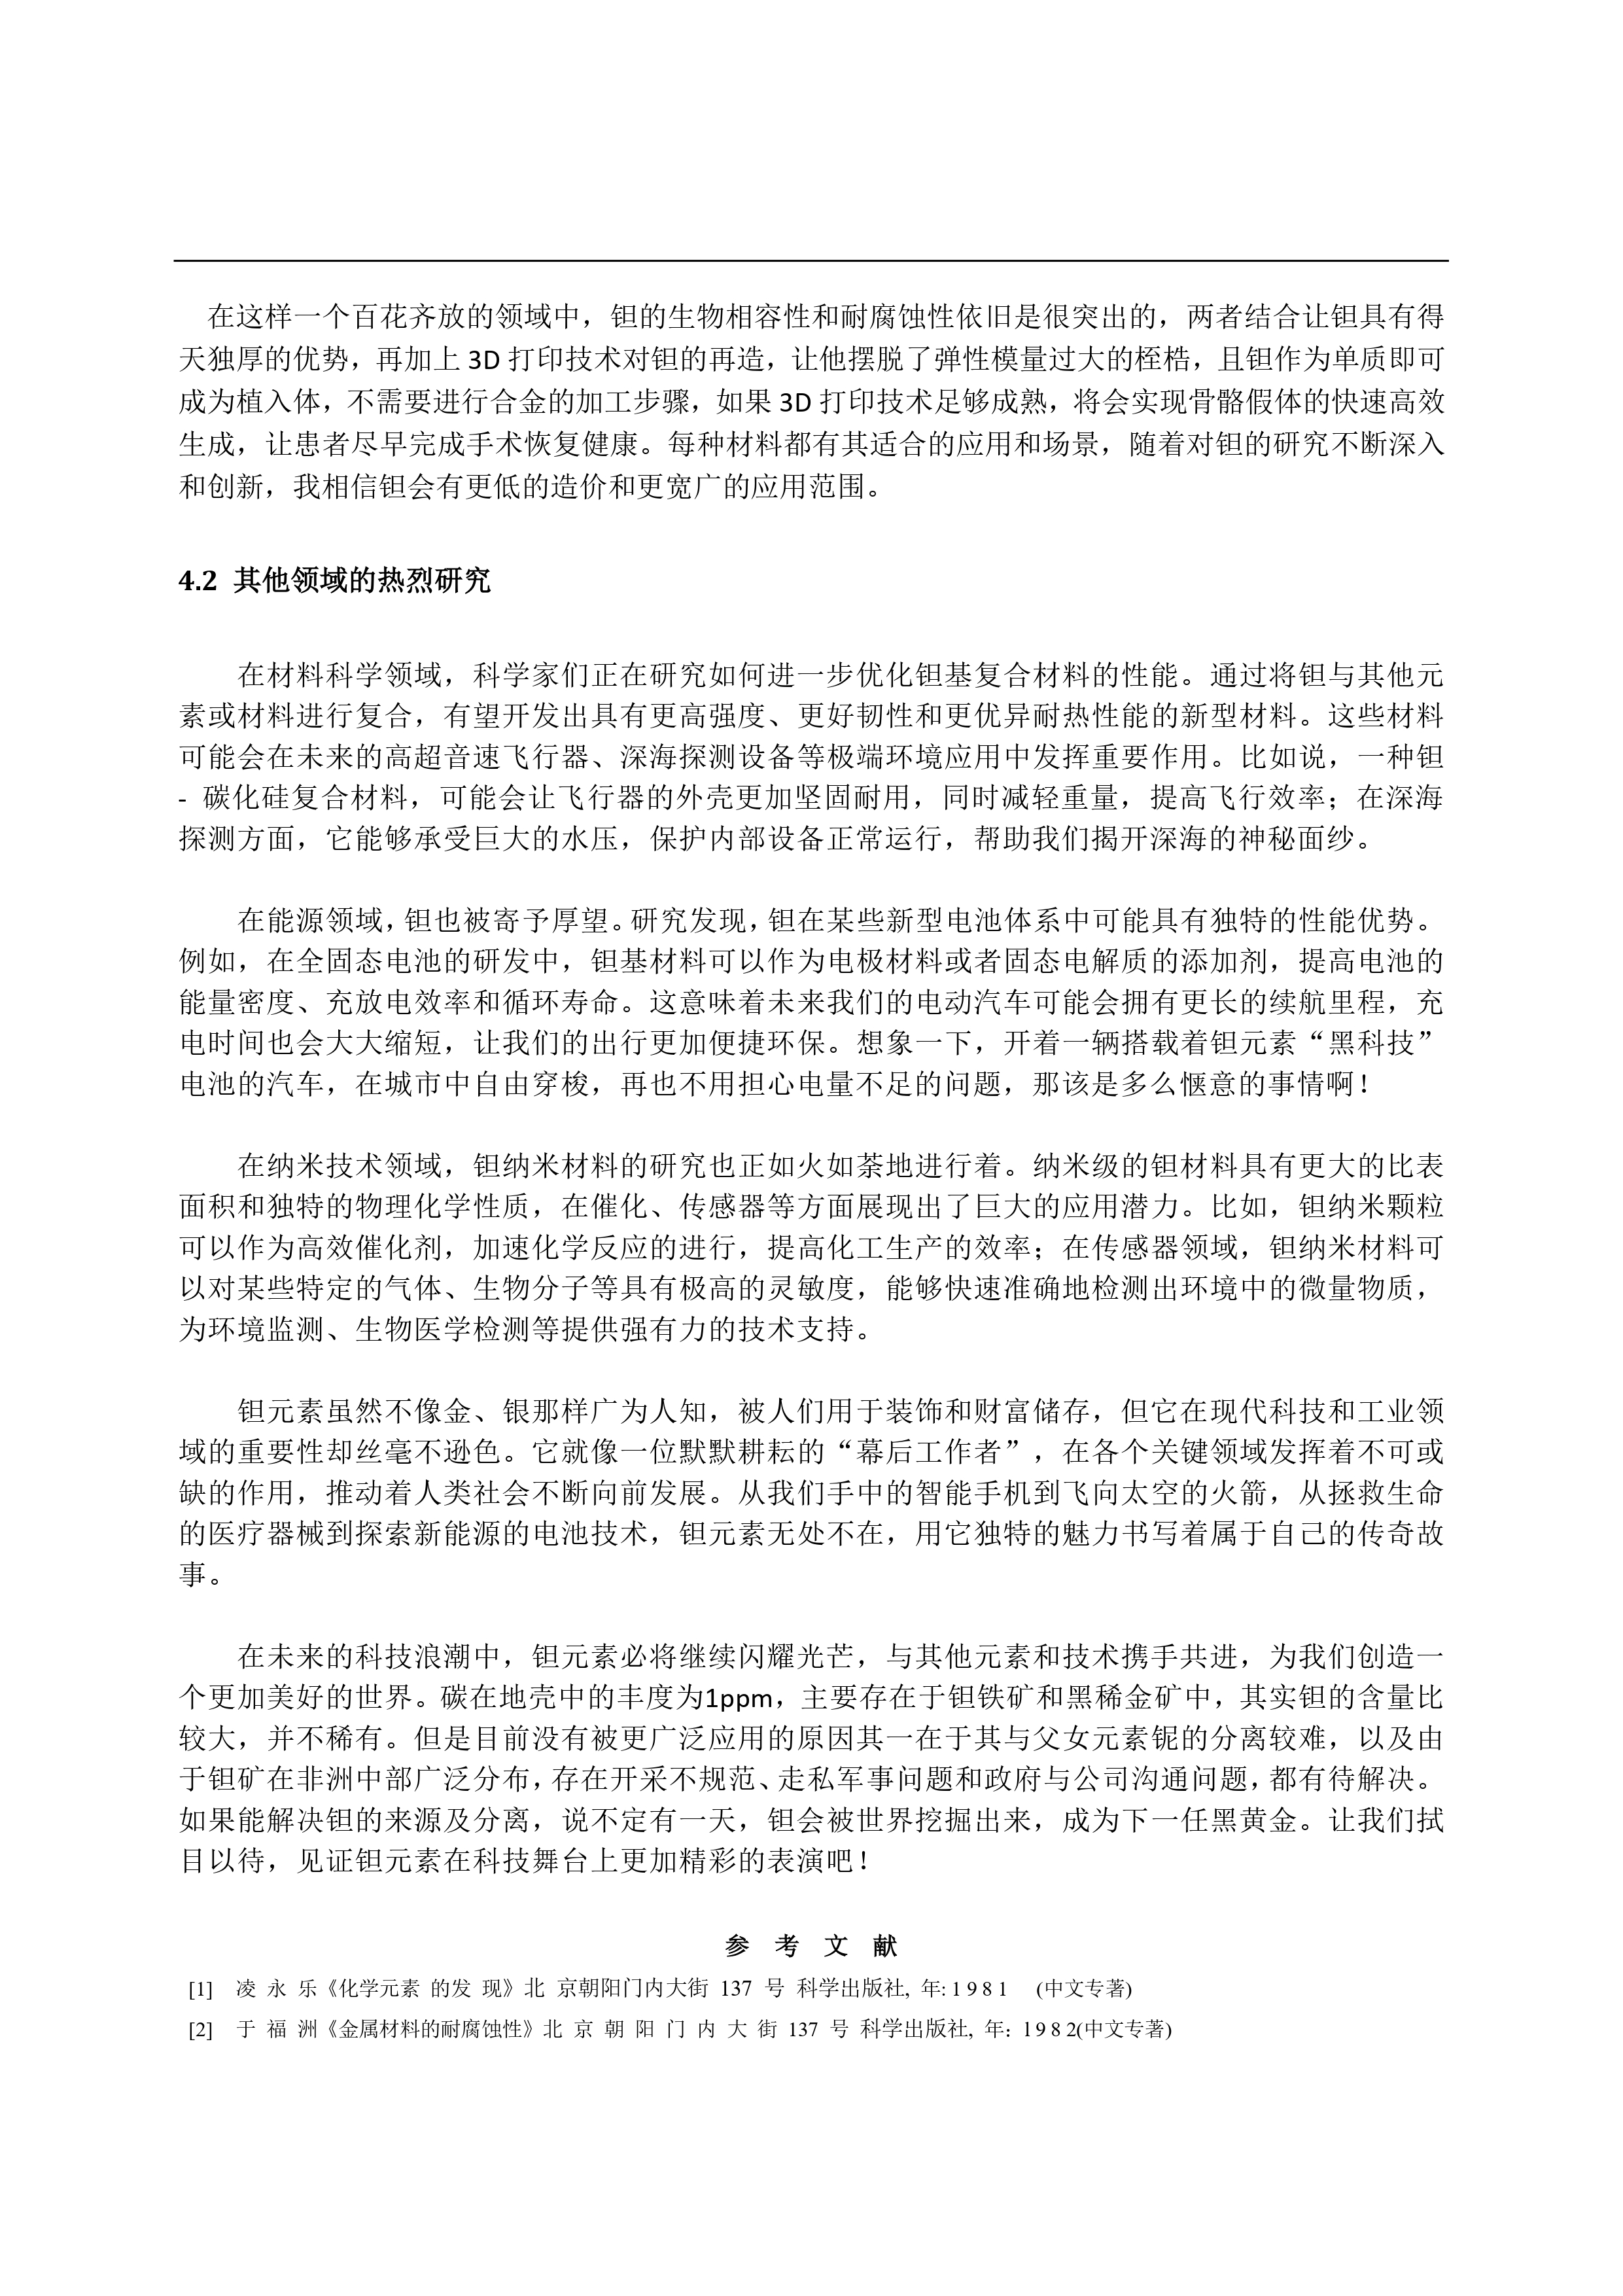 在这样一个百花齐放的领域中，钽的生物相容性和耐腐蚀性依旧是很突出的，两者结合让钽具有得
天独厚的优势，再加上 3D 打印技术对钽的再造，让他摆脱了弹性模量过大的桎梏，且钽作为单质即可
成为植入体，不需要进行合金的加工步骤，如果 3D 打印技术足够成熟，将会实现骨骼假体的快速高效
生成，让患者尽早完成手术恢复健康。每种材料都有其适合的应用和场景，随着对钽的研究不断深入
和创新，我相信钽会有更低的造价和更宽广的应用范围。
4.2 其他领域的热烈研究
在材料科学领域，科学家们正在研究如何进一步优化钽基复合材料的性能。通过将钽与其他元
素或材料进行复合，有望开发出具有更高强度、更好韧性和更优异耐热性能的新型材料。这些材料
可能会在未来的高超音速飞行器、深海探测设备等极端环境应用中发挥重要作用。比如说，一种钽
- 碳化硅复合材料，可能会让飞行器的外壳更加坚固耐用，同时减轻重量，提高飞行效率；在深海
探测方面，它能够承受巨大的水压，保护内部设备正常运行，帮助我们揭开深海的神秘面纱。
在能源领域，钽也被寄予厚望。研究发现，钽在某些新型电池体系中可能具有独特的性能优势。
例如，在全固态电池的研发中，钽基材料可以作为电极材料或者固态电解质的添加剂，提高电池的
能量密度、充放电效率和循环寿命。这意味着未来我们的电动汽车可能会拥有更长的续航里程，充
电时间也会大大缩短，让我们的出行更加便捷环保。想象一下，开着一辆搭载着钽元素“黑科技”
电池的汽车，在城市中自由穿梭，再也不用担心电量不足的问题，那该是多么惬意的事情啊！
在纳米技术领域，钽纳米材料的研究也正如火如荼地进行着。纳米级的钽材料具有更大的比表
面积和独特的物理化学性质，在催化、传感器等方面展现出了巨大的应用潜力。比如，钽纳米颗粒
可以作为高效催化剂，加速化学反应的进行，提高化工生产的效率；在传感器领域，钽纳米材料可
以对某些特定的气体、生物分子等具有极高的灵敏度，能够快速准确地检测出环境中的微量物质，
为环境监测、生物医学检测等提供强有力的技术支持。
钽元素虽然不像金、银那样广为人知，被人们用于装饰和财富储存，但它在现代科技和工业领
域的重要性却丝毫不逊色。它就像一位默默耕耘的“幕后工作者”，在各个关键领域发挥着不可或
缺的作用，推动着人类社会不断向前发展。从我们手中的智能手机到飞向太空的火箭，从拯救生命
的医疗器械到探索新能源的电池技术，钽元素无处不在，用它独特的魅力书写着属于自己的传奇故
事。
在未来的科技浪潮中，钽元素必将继续闪耀光芒，与其他元素和技术携手共进，为我们创造一
个更加美好的世界。碳在地壳中的丰度为1ppm，主要存在于钽铁矿和黑稀金矿中，其实钽的含量比
较大，并不稀有。但是目前没有被更广泛应用的原因其一在于其与父女元素铌的分离较难，以及由
于钽矿在非洲中部广泛分布，存在开采不规范、走私军事问题和政府与公司沟通问题，都有待解决。
如果能解决钽的来源及分离，说不定有一天，钽会被世界挖掘出来，成为下一任黑黄金。让我们拭
目以待，见证钽元素在科技舞台上更加精彩的表演吧！
参 考 文 献
[1] 凌 永 乐《化学元素 的发 现》北 京朝阳门内大街 137 号 科学出版社, 年: 1 9 8 1 (中文专著)
[2] 于 福 洲《金属材料的耐腐蚀性》北 京 朝 阳 门 内 大 街 137 号 科学出版社, 年: 1 9 8 2(中文专著)